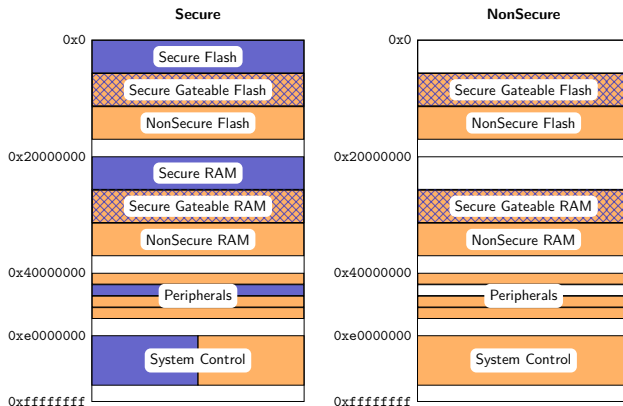 Secure
NonSecure
0x0
Secure Flash
Secure Gateable Flash
NonSecure Flash
0x20000000
Secure RAM
Secure Gateable RAM
NonSecure RAM
0x40000000
Peripherals
0xe0000000
System Control
0xffffffff
0x0
Secure Gateable Flash
NonSecure Flash
0x20000000
Secure Gateable RAM
NonSecure RAM
0x40000000
Peripherals
0xe0000000
System Control
0xffffffff